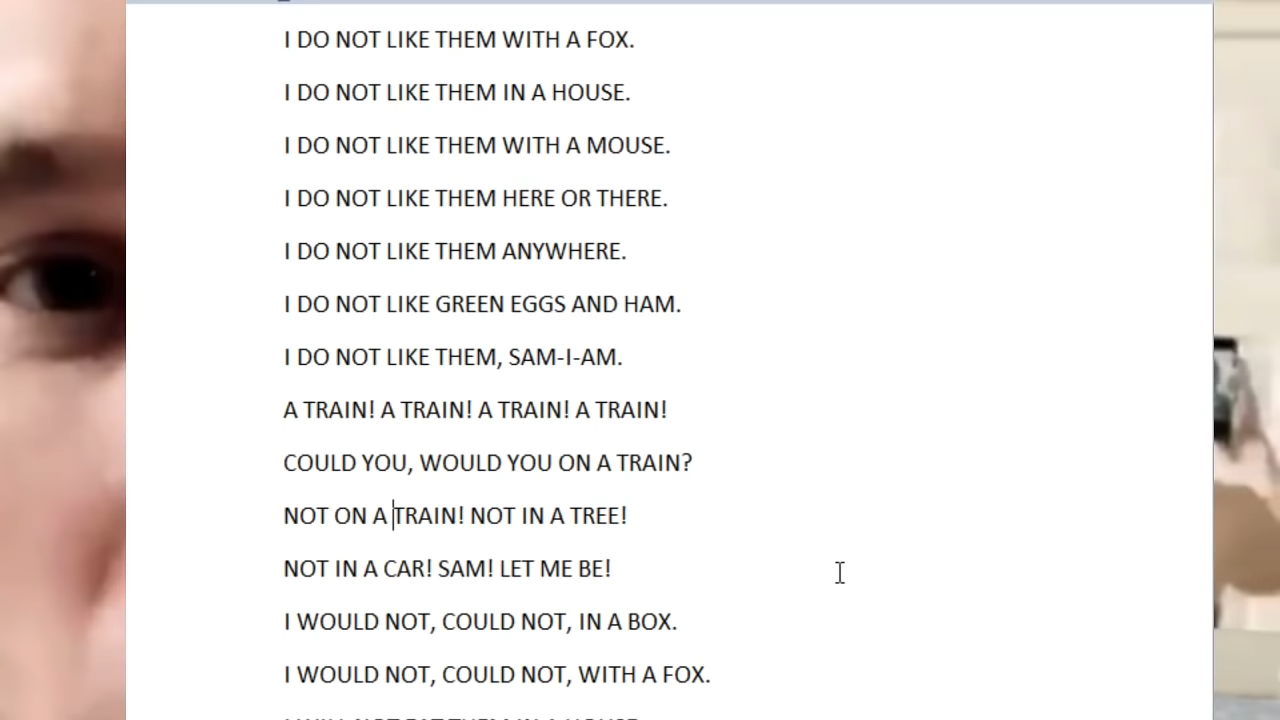 I DO NOT LIKE THEM WITH A FOX.
I DO NOT LIKE THEM IN A HOUSE.
I DO NOT LIKE THEM WITH A MOUSE.
I DO NOT LIKE THEM HERE OR THERE.
I DO NOT LIKE THEM ANYWHERE.
I DO NOT LIKE GREEN EGGS AND HAM.
I DO NOT LIKE THEM, SAM-I-AM.
A TRAIN! A TRAIN! A TRAIN! A TRAIN!
COULD YOU, WOULD YOU ON A TRAIN?
NOT ON A TRAIN! NOT IN A TREE!
NOT IN A CAR! SAM! LET ME BE!
I WOULD NOT, COULD NOT, IN A BOX.
I WOULD NOT, COULD NOT, WITH A FOX.